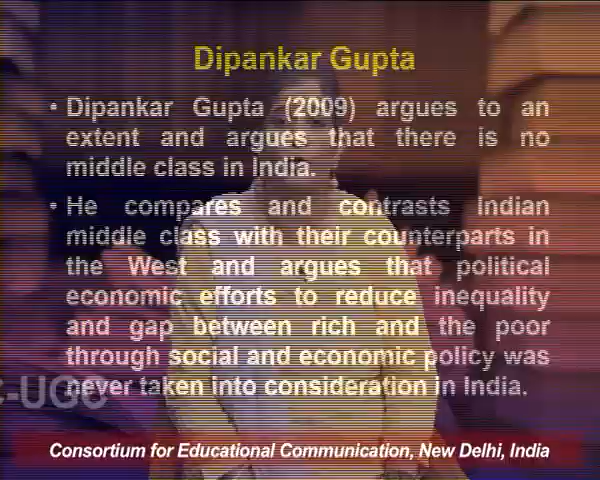 Dipankar Gupta
• Dipankar Gupta (2009) argues to an
extent and argues that there is no
middle class in India.
• He compares and contrasts Indian
middle class with their counterparts in
the West and argues that political
economic efforts to reduce inequality
and gap between rich and the poor
through social and economic policy was
never taken into consideration in India.
C-UGC
Consortium for Educational Communication, New Delhi, India